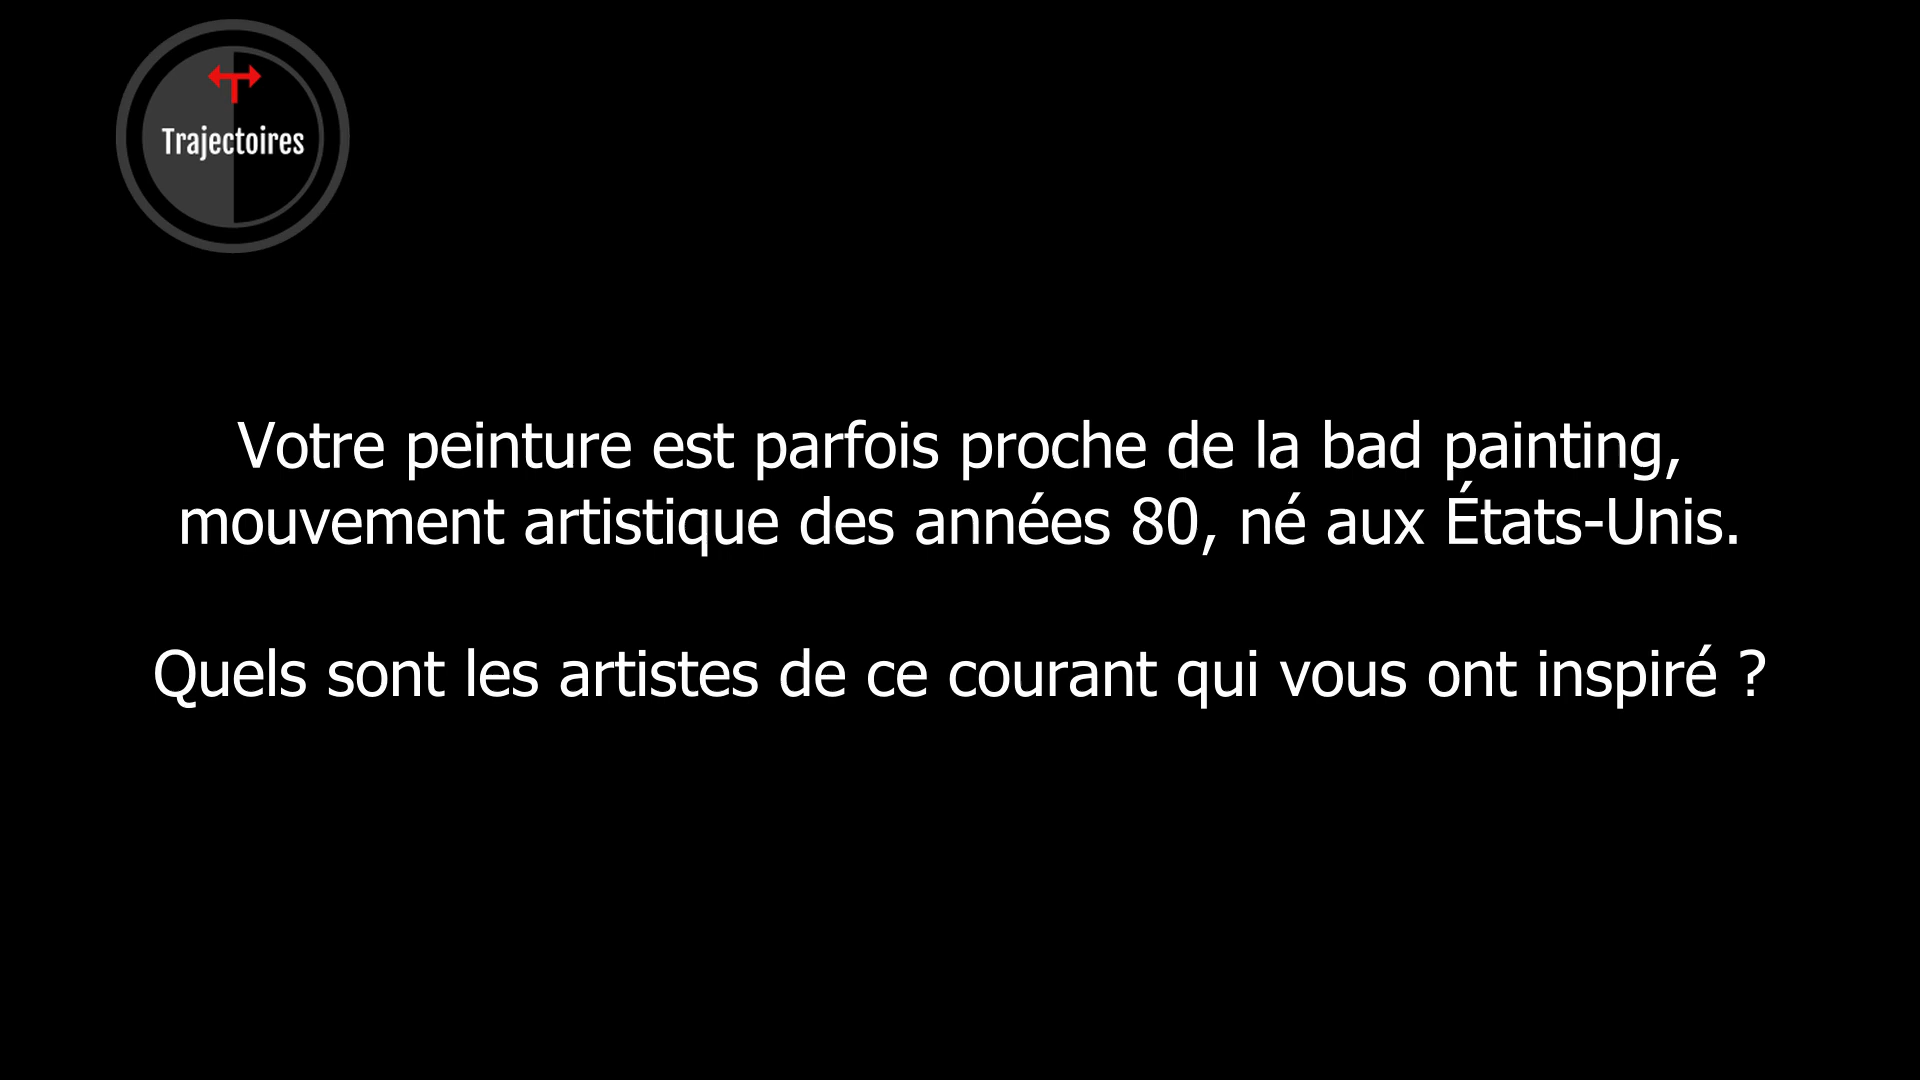 Trajectoires
Votre peinture est parfois proche de la bad painting,
mouvement artistique des années 80, né aux États-Unis.
Quels sont les artistes de ce courant qui vous ont inspiré ?